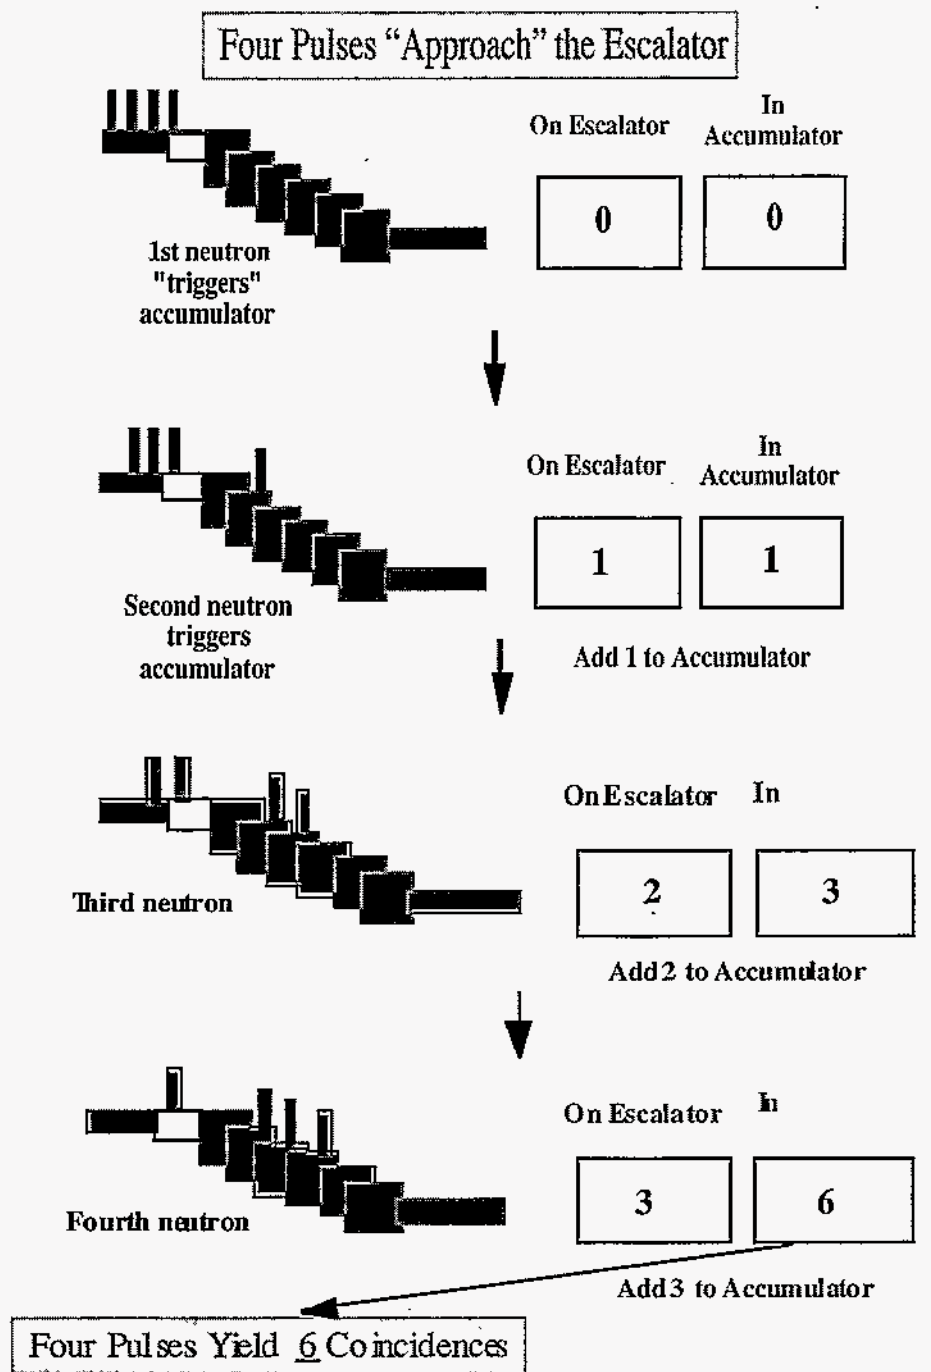 Four Pulses “Approach” the Escalator
On Escalator
In
Accumulator
0
0
1st neutron
"triggers"
accumulator
On Escalator
In
Accumulator
1
1
Second neutron
triggers
accumulator
Add 1 to Accumulator
On Escalator
In
2
3
Third neutron
Add 2 to Accumulator
On Escalator
In
3
6
Fourth neutron
Add 3 to Accumulator
Four Pulses Yield 6 Coincidences